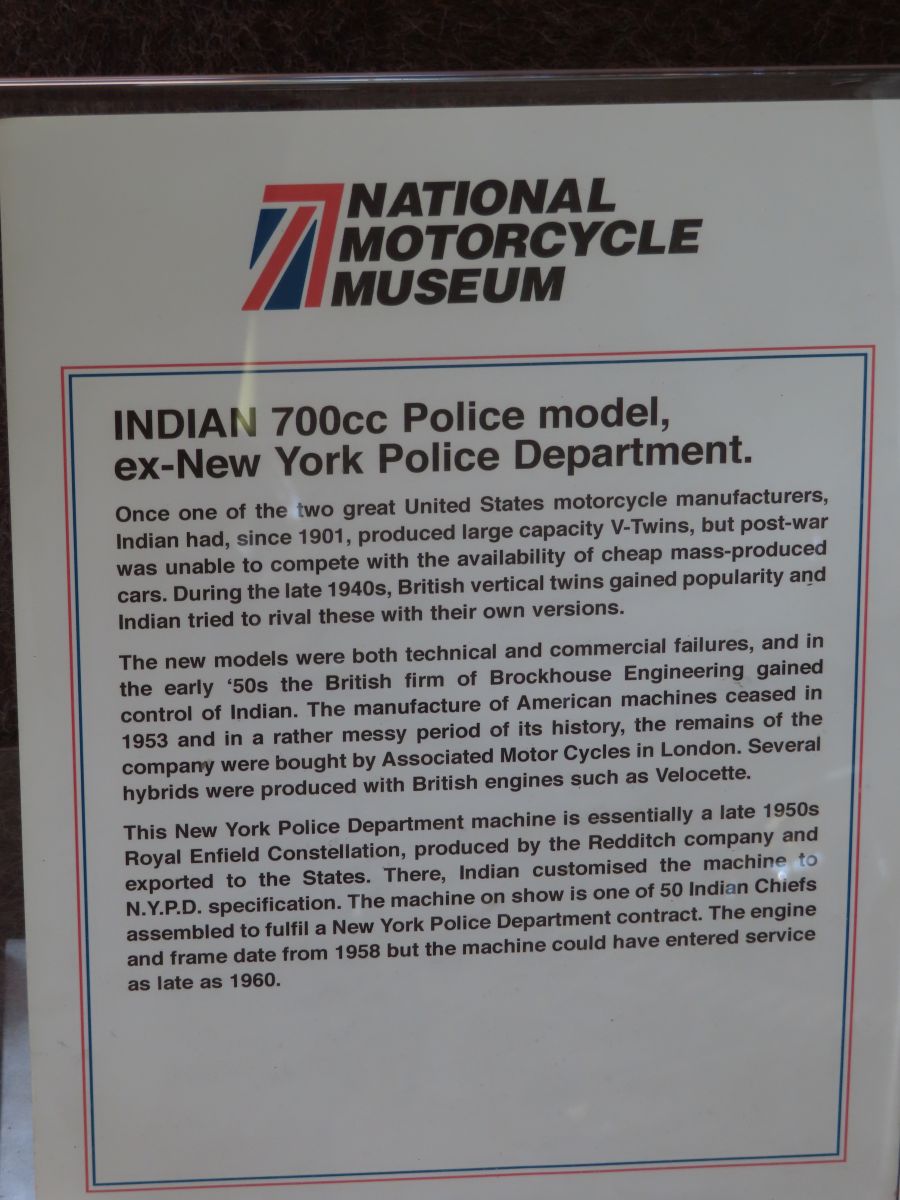 NATIONAL
MOTORCYCLE
MUSEUM
INDIAN 700cc Police model,
ex-New York Police Department.
Once one of the two great United States motorcycle manufacturers,
Indian had, since 1901, produced large capacity V-Twins, but post-war
was unable to compete with the availability of cheap mass-produced
cars. During the late 1940s, British vertical twins gained popularity and
Indian tried to rival these with their own versions.
The new models were both technical and commercial failures, and in
the early ‘50s the British firm of Brockhouse Engineering gained
control of Indian. The manufacture of American machines ceased in
1953 and in a rather messy period of its history, the remains of the
company were bought by Associated Motor Cycles in London. Several
hybrids were produced with British engines such as Velocette.
This New York Police Department machine is essentially a late 1950s
Royal Enfield Constellation, produced by the Redditch company and
exported to the States. There, Indian customised the machine to
N.Y.P.D. specification. The machine on show is one of 50 Indian Chiefs
assembled to fulfil a New York Police Department contract. The engine
and frame date from 1958 but the machine could have entered service
as late as 1960.